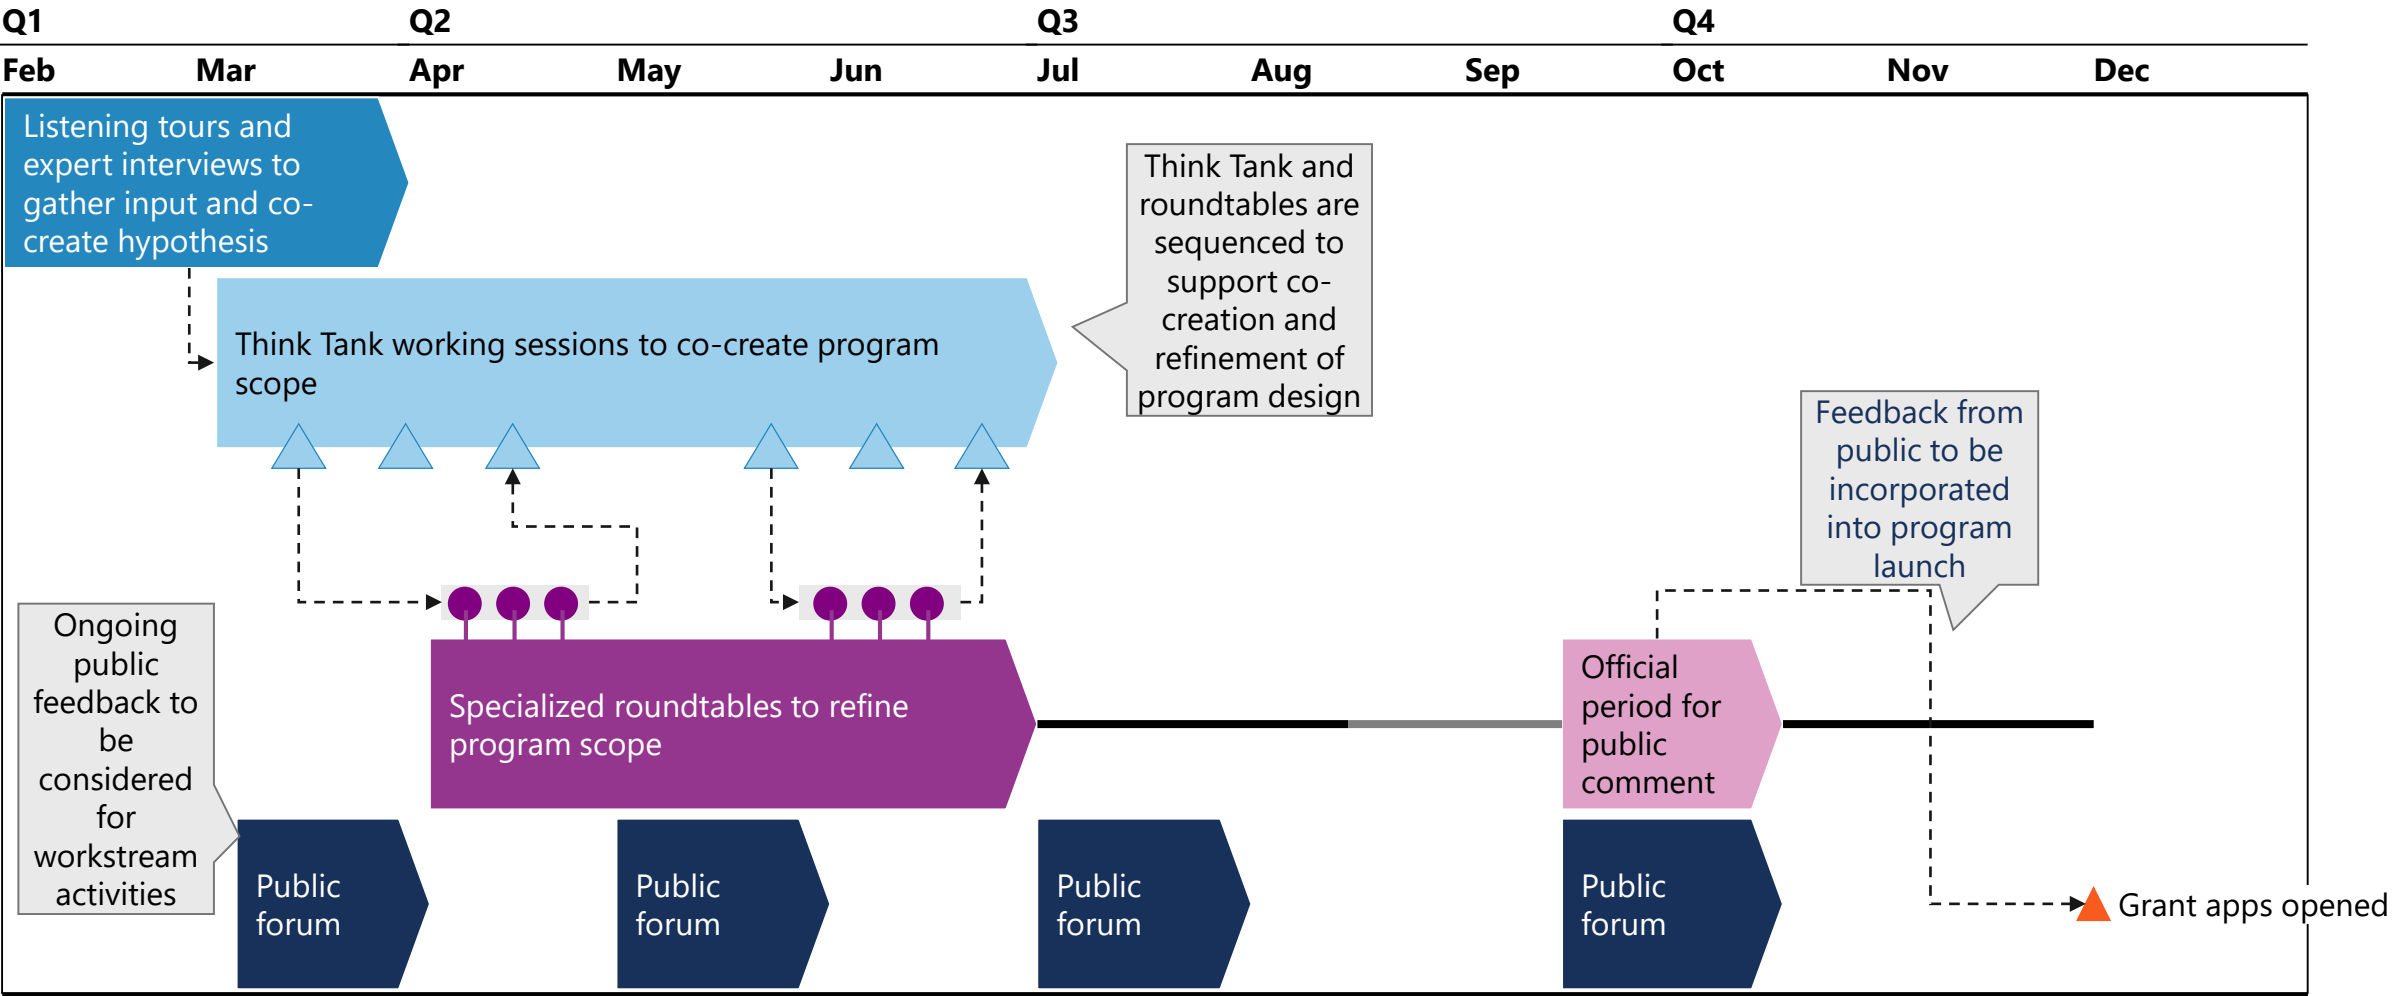 Q1 Q2 Q3 Q4
Feb Mar Apr May Jun Jul Aug Sep Oct Nov Dec
Listening tours and
expert interviews to
gather input and co-
create hypothesis
Think Tank and
roundtables are
sequenced to
support co-
creation and
refinement of
program design
Think Tank working sessions to co-create program
scope
Feedback from
public to be
incorporated
into program
launch
Ongoing
public
feedback to
be
considered
for
workstream
activities
Specialized roundtables to refine
program scope
Official
period for
public
comment
Public
forum
Public
forum
Public
forum
Public
forum
Grant apps opened